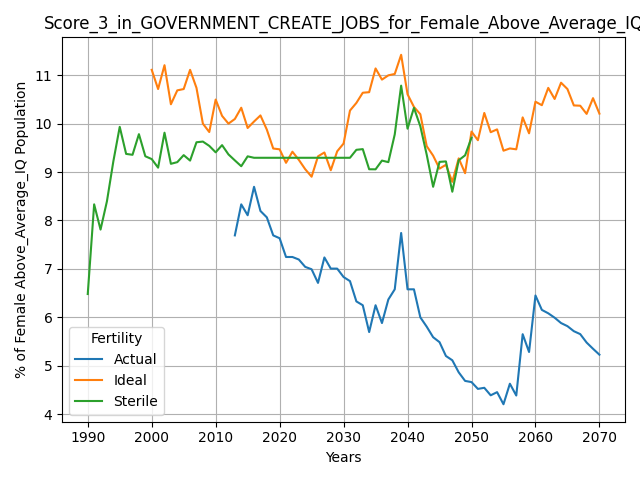 Score_3_in_GOVERNMENT_CREATE_JOBS_for_Female_Above_Average_IQ
% of Female Above_Average_IQ Population
11
10
9
8
7
6
5
4
Fertility
Actual
Ideal
Sterile
1990 2000 2010 2020 2030 2040 2050 2060 2070
Years